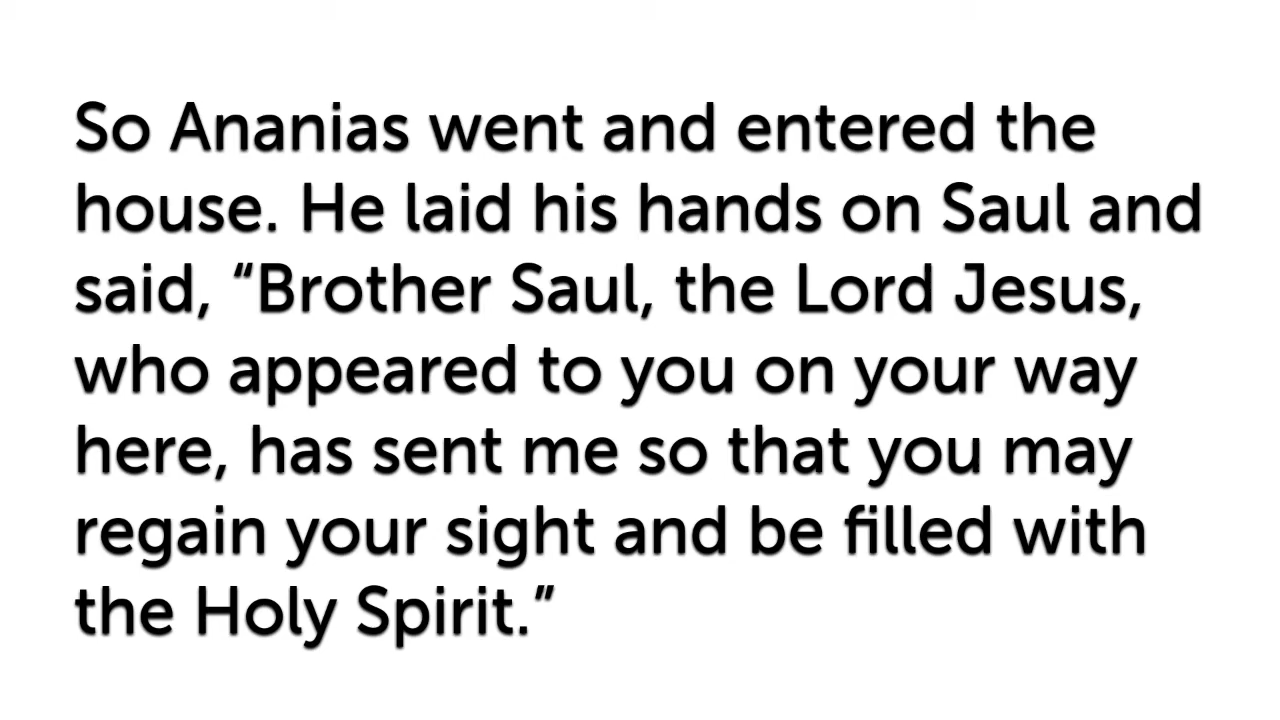 So Ananias went and entered the
house. He laid his hands on Saul and
said, “Brother Saul, the Lord Jesus,
who appeared to you on your way
here, has sent me so that you may
regain your sight and be filled with
the Holy Spirit.”